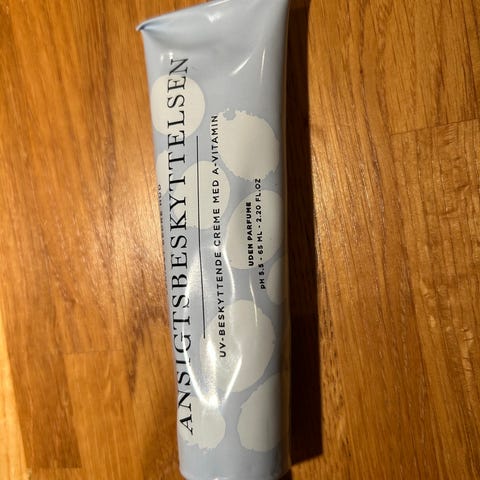 ANSIGTSBESKYTTELSEN
UV-BESKYTTENDE CREME MED A-VITAMIN
UDEN PARFUME
PH 5.5 - 65 ML - 2.20 FL.OZ